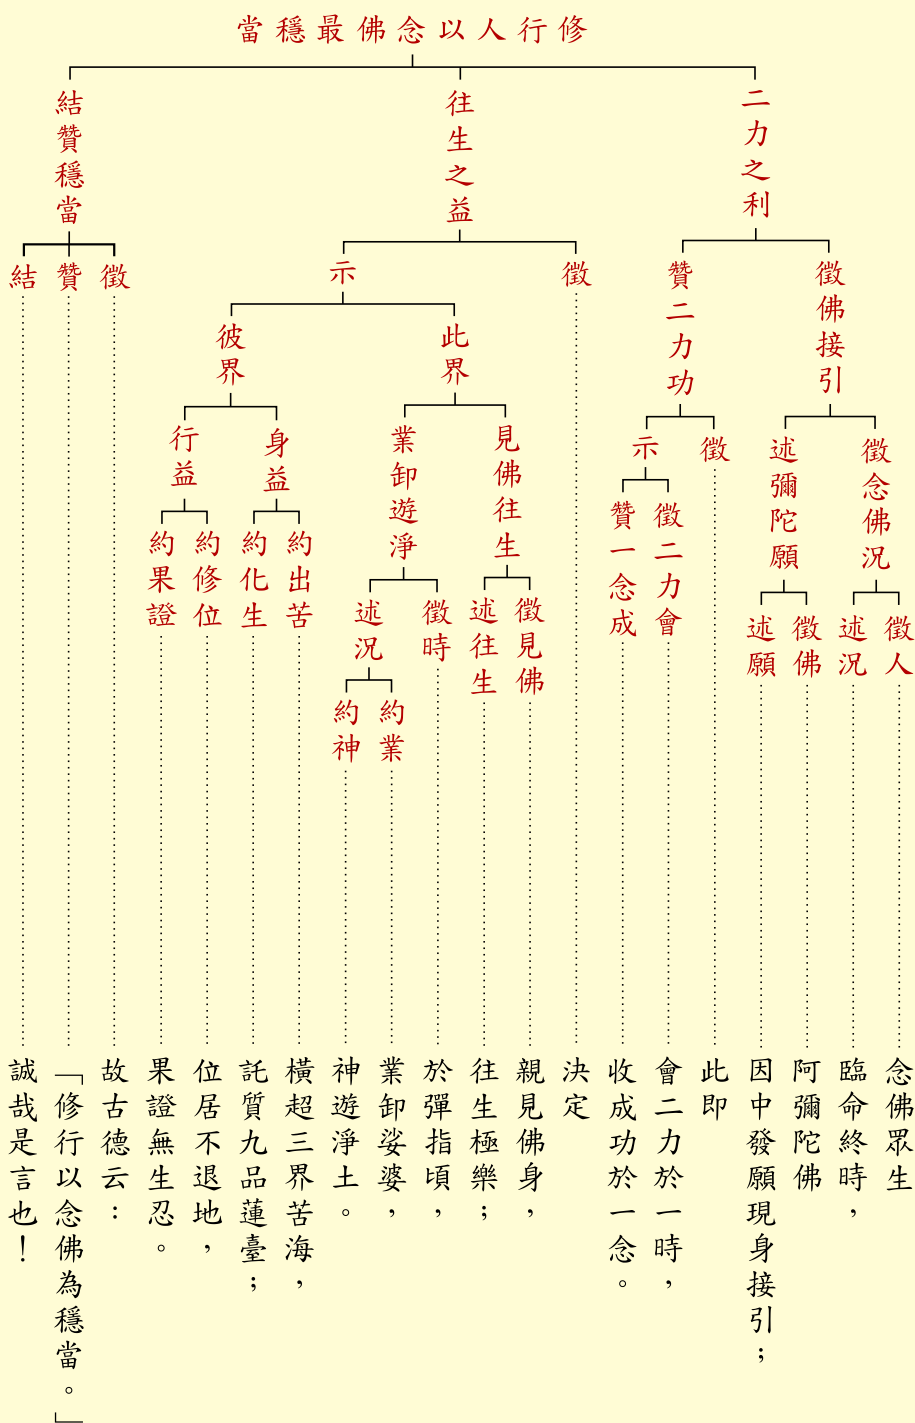 修行人以念佛最穩當
二力之利
往生之益
結贊穩當
徵佛接引
贊二力功
徵
示
徵
贊
結
徵念佛況
述彌陀願
徵
示
此界
彼界
徵人
述況
徵佛
述願
徵二力會
贊一念成
見佛往生
業卸遊淨
身益
行益
徵見佛
述往生
徵時
述況
約出苦
約化生
約修位
約果證
約業
約神
念佛眾生
臨命終時，
阿彌陀佛
因中發願現身接引；
此即
會二力於一時，
收成功於一念。
決定
親見佛身，
往生極樂；
於彈指頃，
業卸娑婆，
神遊淨土。
橫超三界苦海，
託質九品蓮臺；
位居不退地，
果證無生忍。
故古德云：
「修行以念佛為穩當。」
誠哉是言也！